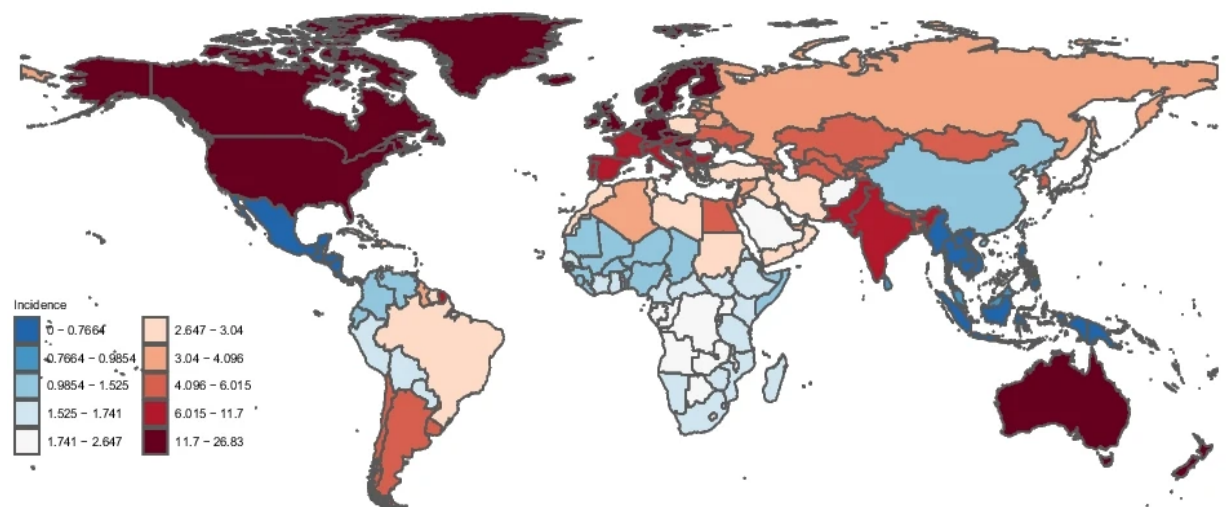 Incidence
0 – 0.7664
0.7664 – 0.9854
0.9854 – 1.525
1.525 – 1.741
1.741 – 2.647
2.647 – 3.04
3.04 – 4.096
4.096 – 6.015
6.015 – 11.7
11.7 – 26.83